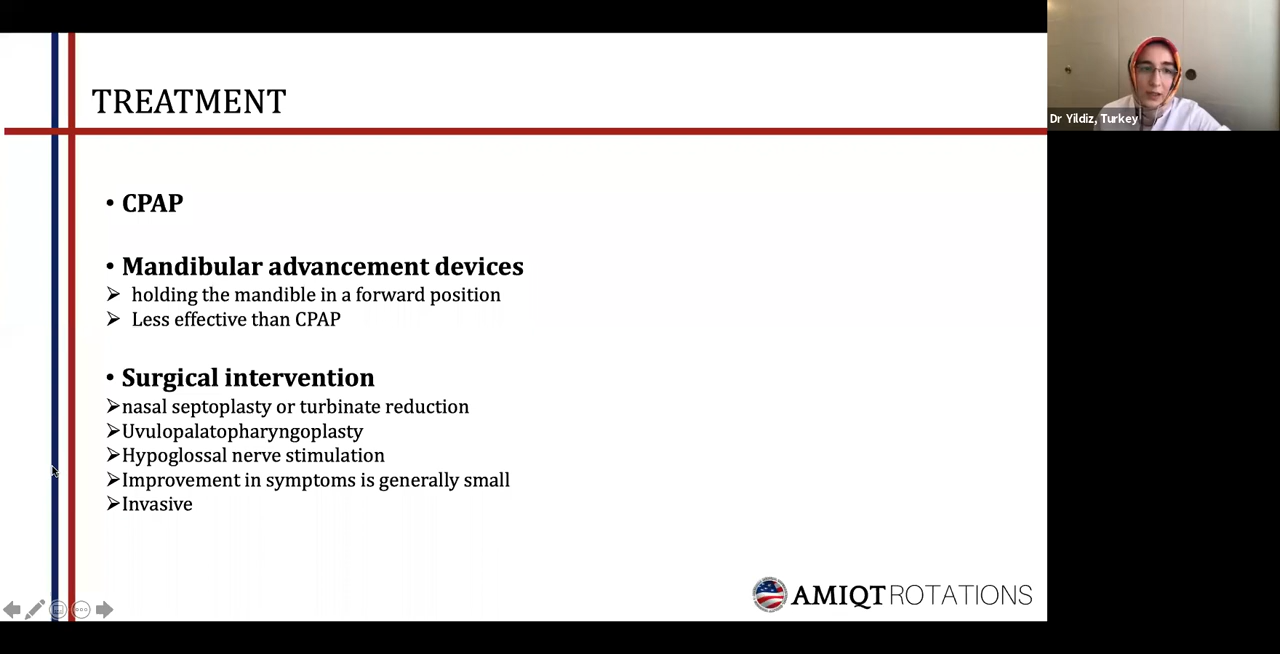 TREATMENT
• CPAP
• Mandibular advancement devices
➢ holding the mandible in a forward position
➢ Less effective than CPAP
• Surgical intervention
➢nasal septoplasty or turbinate reduction
➢Uvulopalatopharyngoplasty
➢Hypoglossal nerve stimulation
➢Improvement in symptoms is generally small
➢Invasive
AMIQT ROTATIONS
Dr Yildiz, Turkey